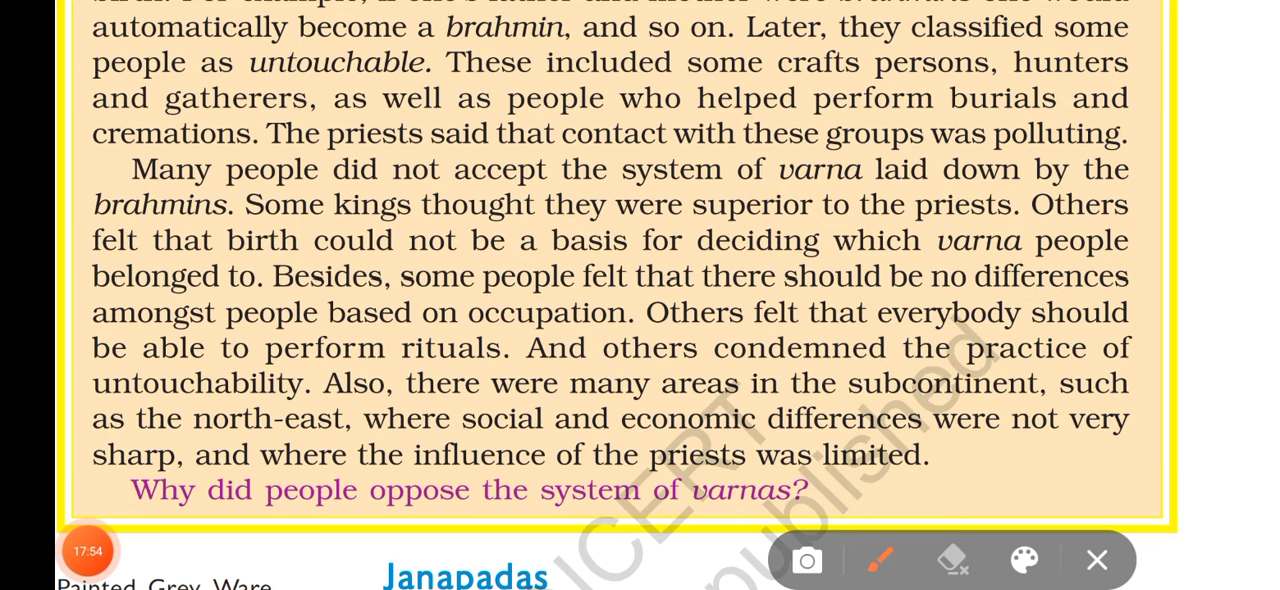 automatically become a brahmin, and so on. Later, they classified some
people as untouchable. These included some crafts persons, hunters
and gatherers, as well as people who helped perform burials and
cremations. The priests said that contact with these groups was polluting.
Many people did not accept the system of varna laid down by the
brahmins. Some kings thought they were superior to the priests. Others
felt that birth could not be a basis for deciding which varna people
belonged to. Besides, some people felt that there should be no differences
amongst people based on occupation. Others felt that everybody should
be able to perform rituals. And others condemned the practice of
untouchability. Also, there were many areas in the subcontinent, such
as the north-east, where social and economic differences were not very
sharp, and where the influence of the priests was limited.
Why did people oppose the system of varnas?
17:54
Painted Grey Ware
Janapadas
NCERT
published